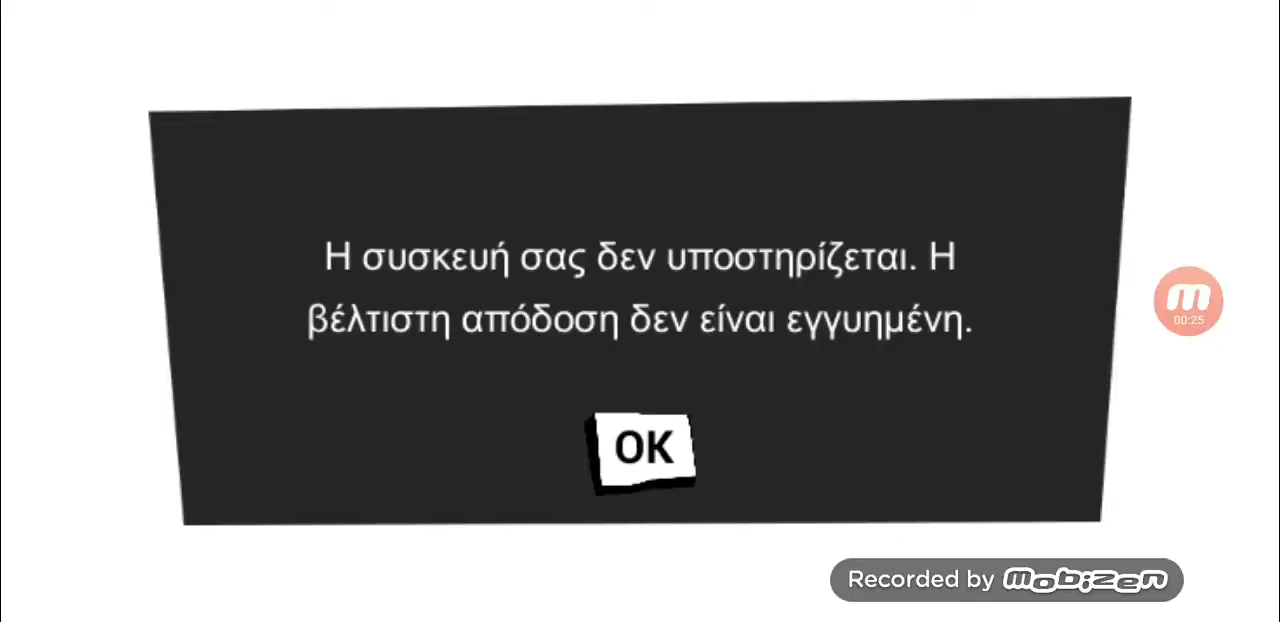 Η συσκευή σας δεν υποστηρίζεται. Η
βέλτιστη απόδοση δεν είναι εγγυημένη.
m
00:25
OK
Recorded by mobizen